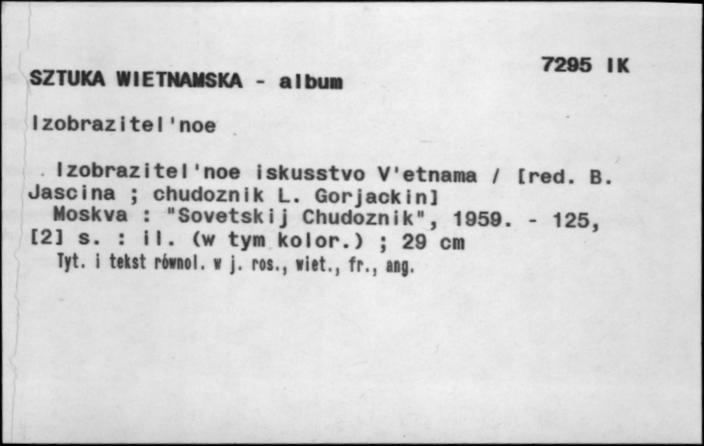 7295 IK
SZTUKA WIETNAMSKA - album
Izobrazitel'noe
Izobrazitel'noe iskusstvo V'etnama / [red. B.
Jascina ; chudoznik L. Gorjackin]
Moskva : "Sovetskij Chudoznik", 1959. - 125,
[2] s. : il. (w tym kolor.) ; 29 cm
Tyt. i tekst równol. w j. ros., wiet., fr., ang.